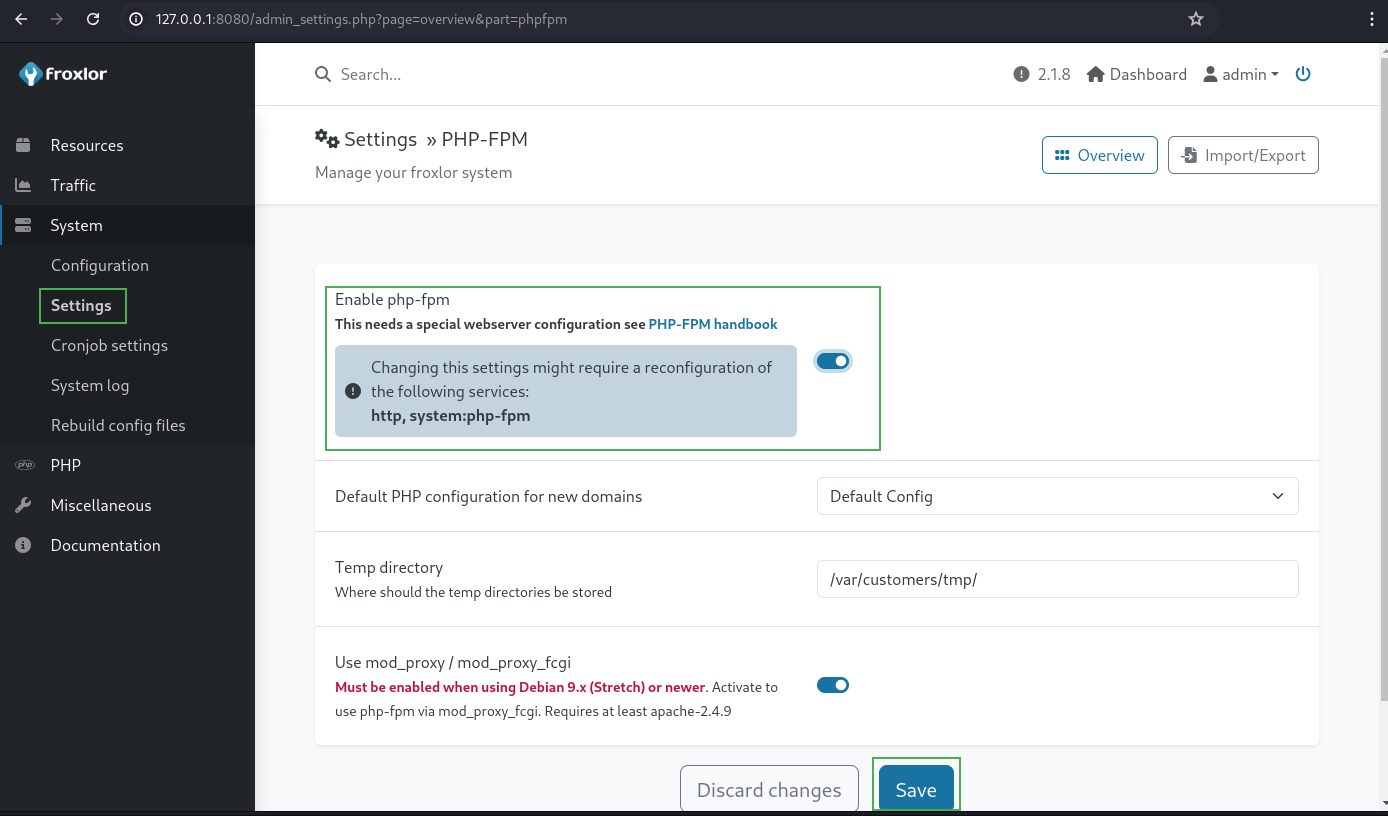 127.0.0.1:8080/admin_settings.php?page=overview&part=phpfpm
froxlor
Search...
2.1.8
Dashboard
admin
Resources
Traffic
System
Configuration
Settings
Cronjob settings
System log
Rebuild config files
PHP
Miscellaneous
Documentation
Settings » PHP-FPM
Manage your froxlor system
Overview
Import/Export
Enable php-fpm
This needs a special webserver configuration see PHP-FPM handbook
Changing this settings might require a reconfiguration of
the following services:
http, system:php-fpm
Default PHP configuration for new domains
Default Config
Temp directory
Where should the temp directories be stored
/var/customers/tmp/
Use mod_proxy / mod_proxy_fcgi
Must be enabled when using Debian 9.x (Stretch) or newer. Activate to
use php-fpm via mod_proxy_fcgi. Requires at least apache-2.4.9
Discard changes
Save